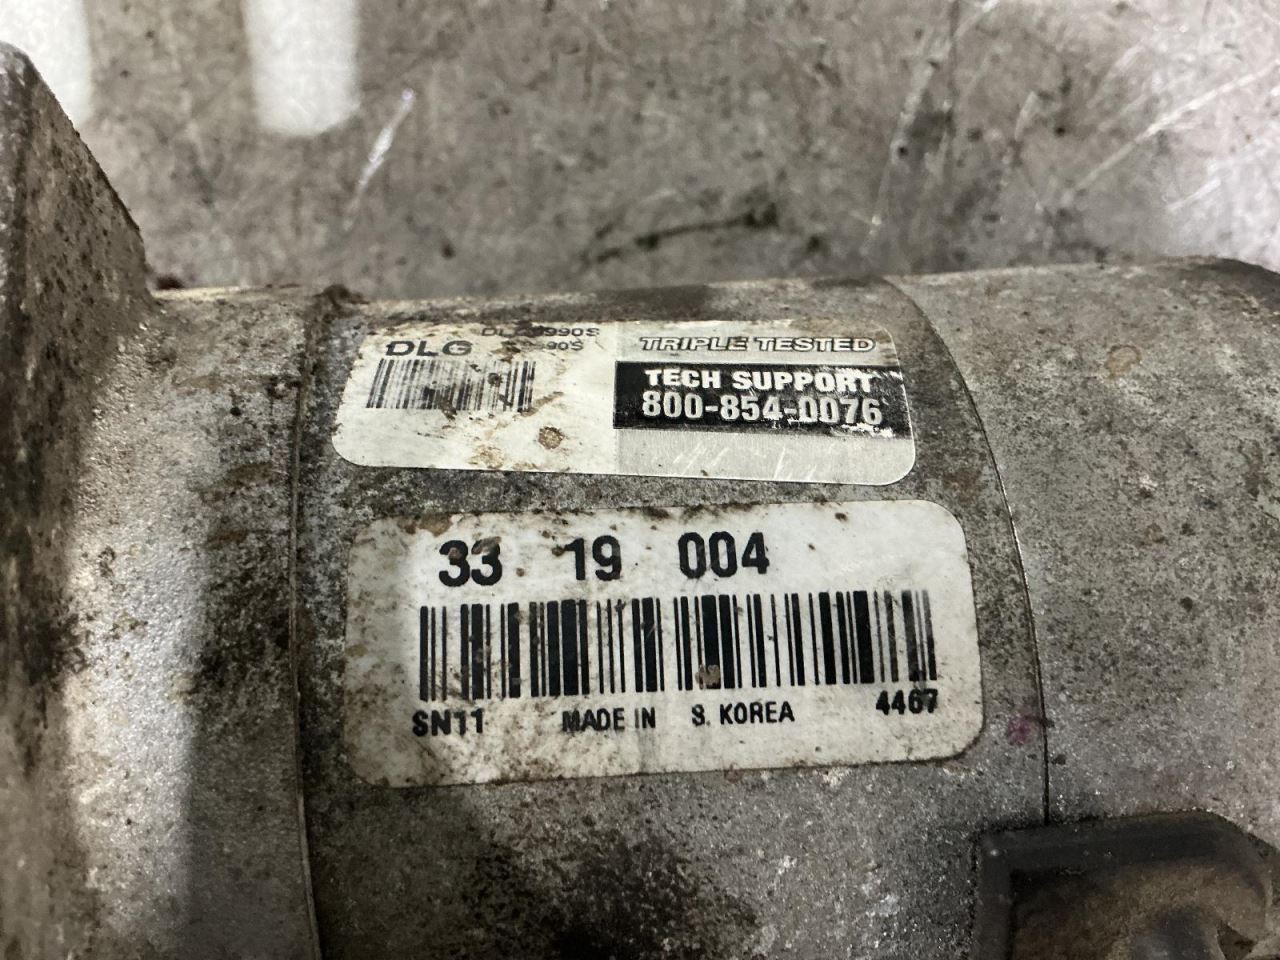 DLG
TRIPLE TESTED
TECH SUPPORT
800-854-0076
33 19 004
SN11 MADE IN S. KOREA 4467